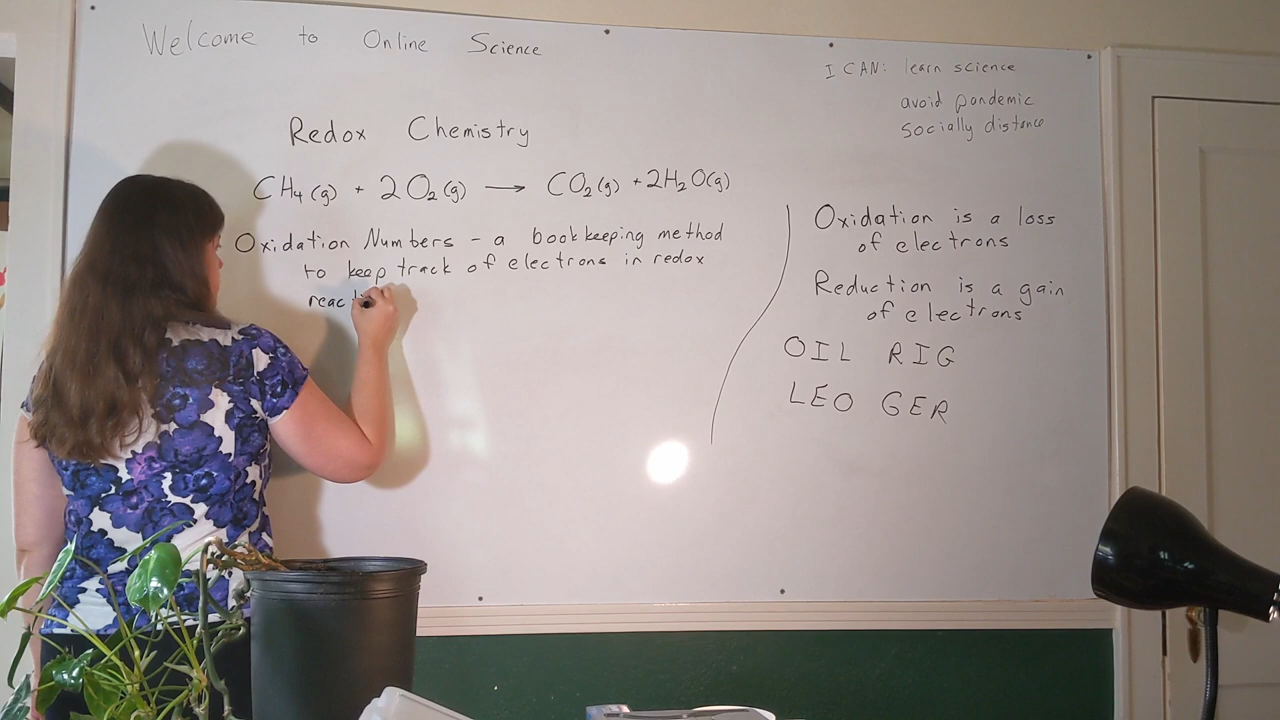 Welcome to Online Science
I CAN: learn science
avoid pandemic
socially distance
Redox Chemistry
CH₄(g) + 2O₂(g) → CO₂(g) + 2H₂O(g)
Oxidation Numbers - a bookkeeping method
to keep track of electrons in redox
reac
Oxidation is a loss
of electrons
Reduction is a gain
of electrons
OIL RIG
LEO GER